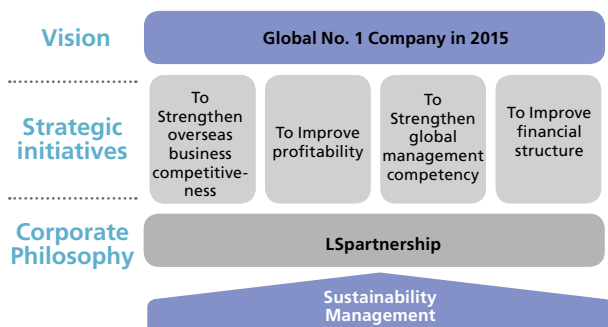 Vision
Global No. 1 Company in 2015
Strategic
initiatives
To
Strengthen
overseas
business
competitive-
ness
To Improve
profitability
To
Strengthen
global
management
competency
To Improve
financial
structure
Corporate
Philosophy
LSpartnership
Sustainability
Management